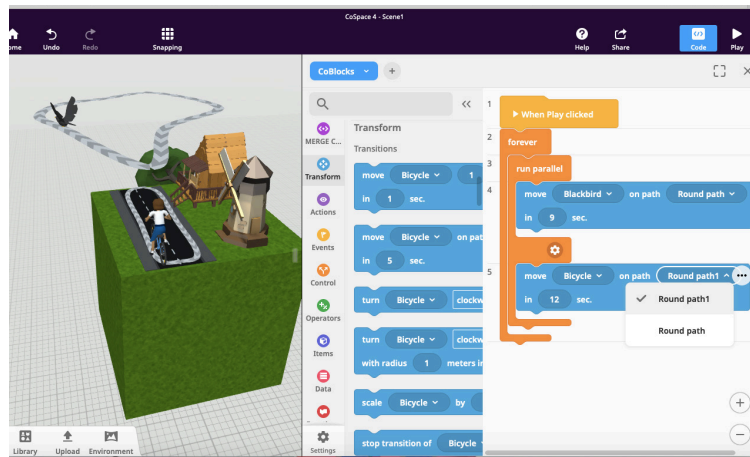 CoSpace 4 - Scene1
ome Undo Redo Snapping Help Share Code Play
CoBlocks
MERGE C...
Transform
Actions
Events
Control
Operators
Items
Data
Settings
Transform
Transitions
move Bicycle 1
in 1 sec.
move Bicycle on pat
in 5 sec.
turn Bicycle clockw
turn Bicycle clockw
with radius 1 meters in
scale Bicycle by
stop transition of Bicycle
1 When Play clicked
2 forever
3 run parallel
4 move Blackbird on path Round path
in 9 sec.
5 move Bicycle on path Round path1
in 12 sec.
Round path1
Round path
Library Upload Environment